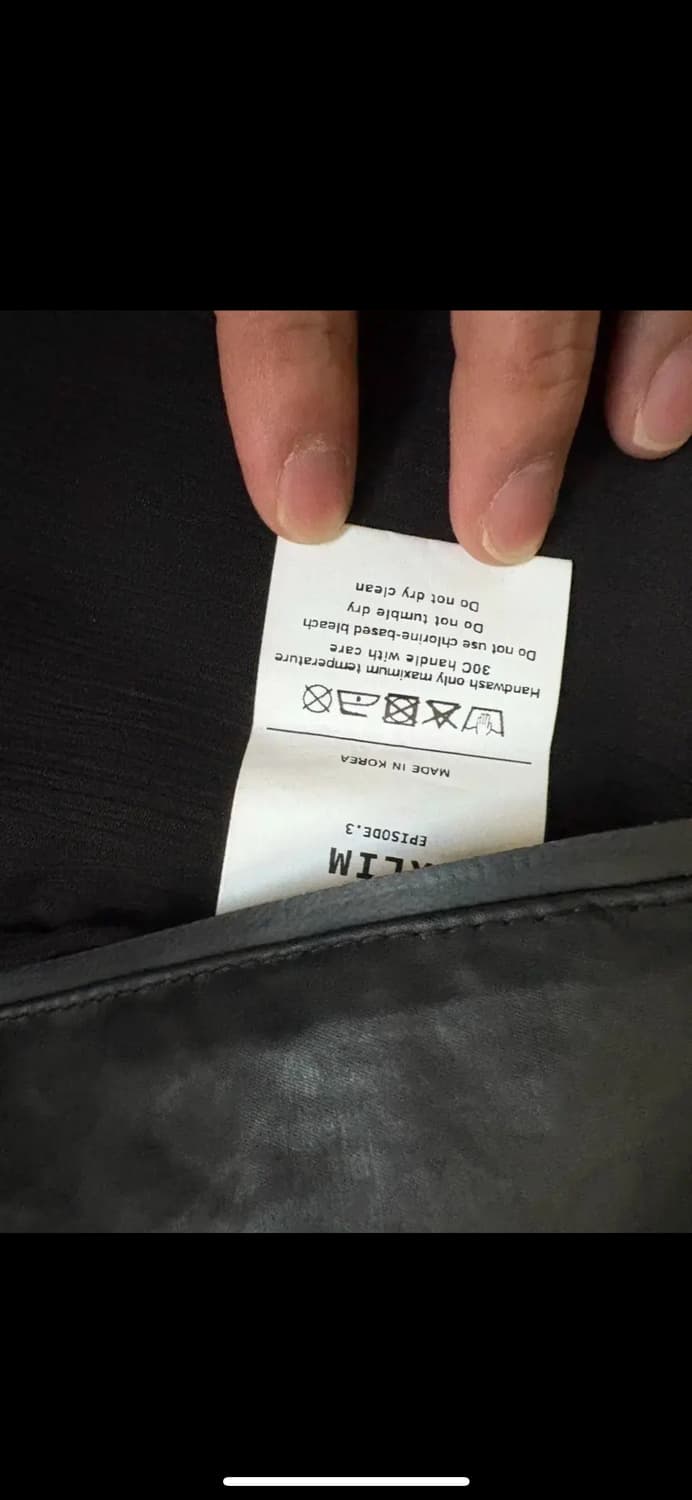 XLIM
EPISODE.3
MADE IN KOREA
Handwash only maximum temperature
30C handle with care
Do not use chlorine-based bleach
Do not tumble dry
Do not dry clean